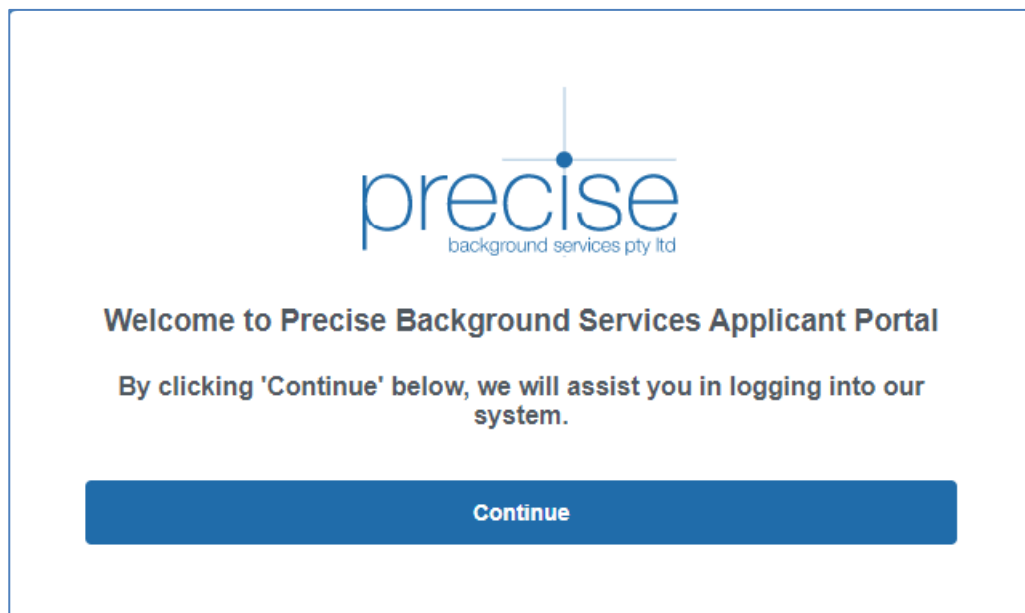 precise
background services pty ltd
Welcome to Precise Background Services Applicant Portal
By clicking 'Continue' below, we will assist you in logging into our
system.
Continue